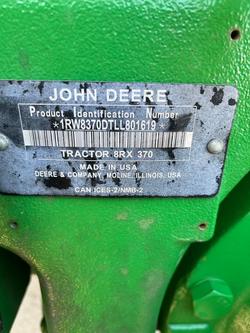 JOHN DEERE
Product Identification Number
*1RW8370DTLL801619*
TRACTOR 8RX 370
MADE IN USA
DEERE & COMPANY, MOLINE, ILLINOIS, USA
CAN ICES-2/NMB-2